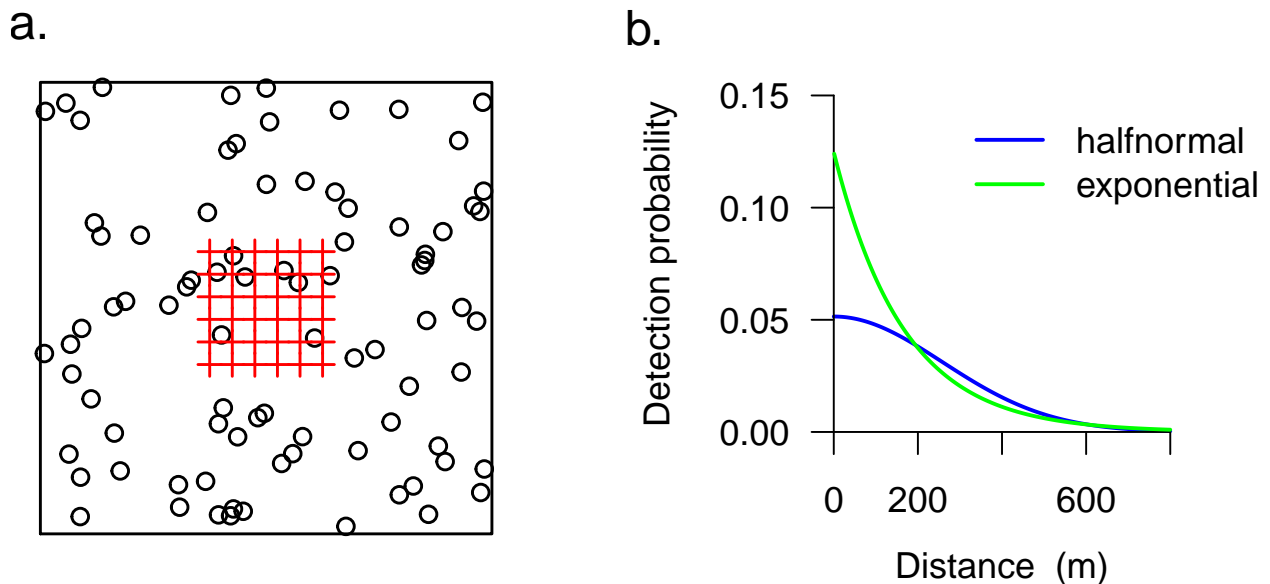 a.
b.
Detection probability
0.15
0.10
0.05
0.00
halfnormal
exponential
0 200 600
Distance (m)